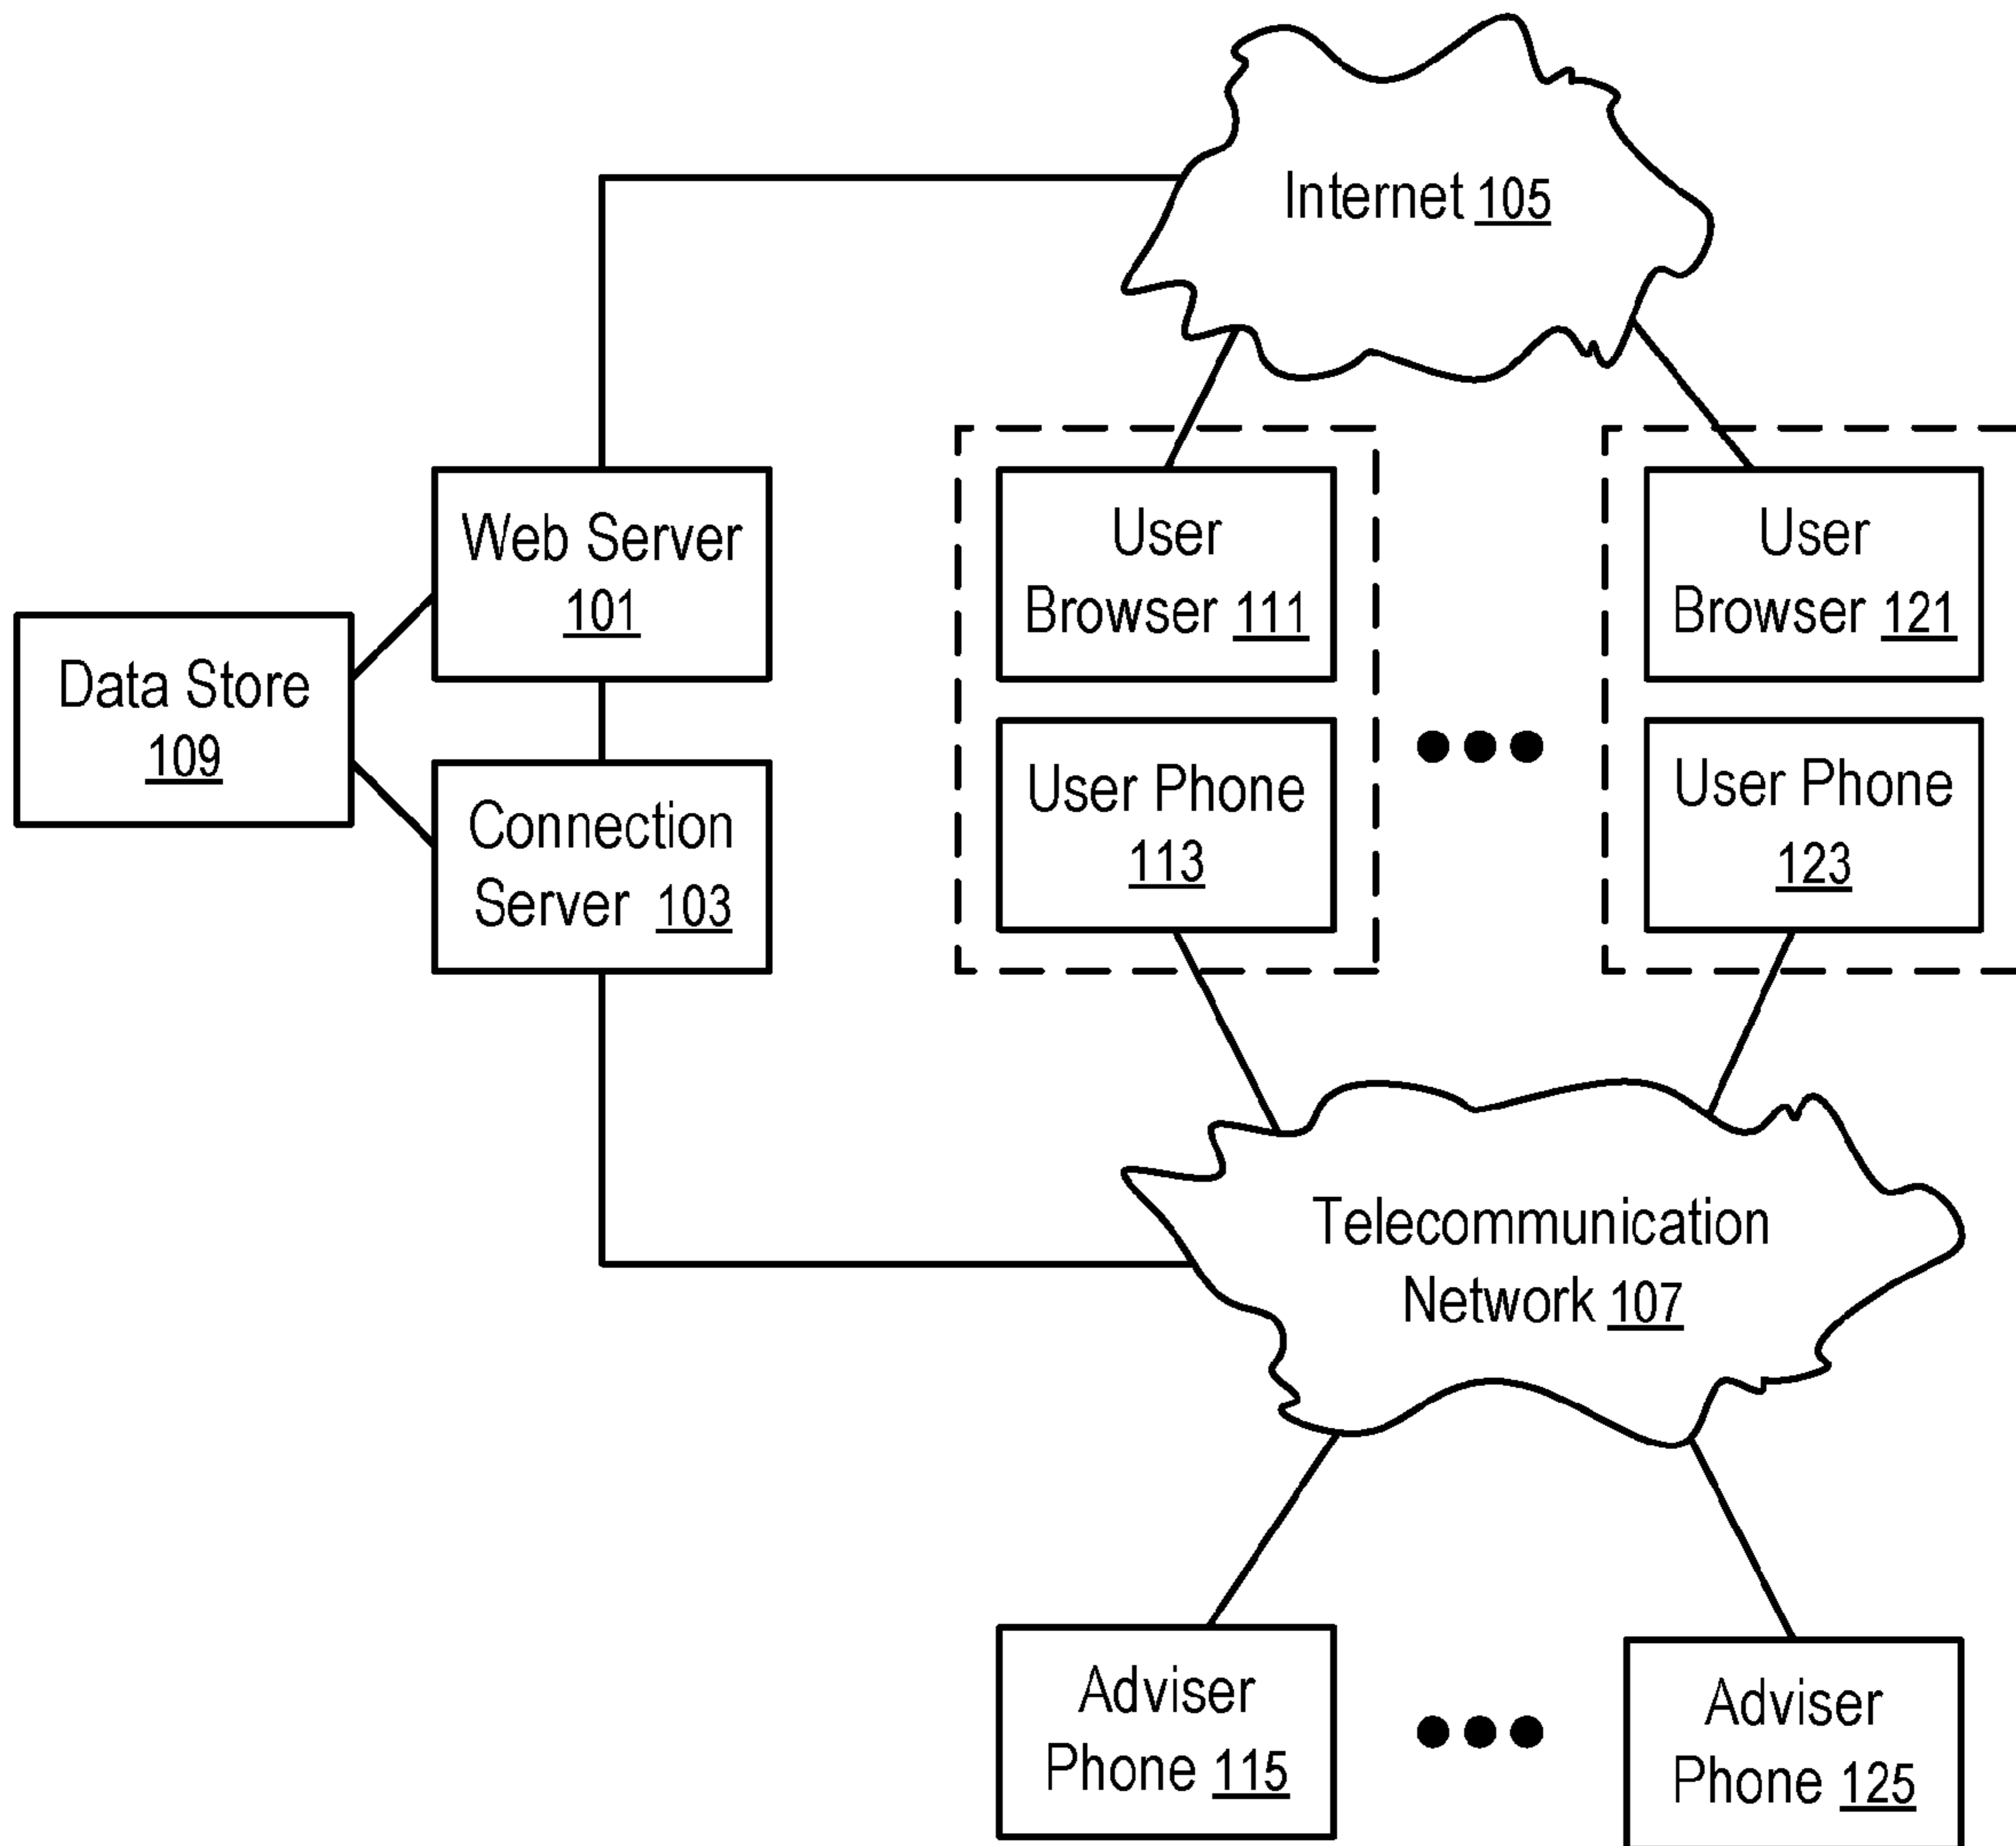 Internet 105
Web Server
101
User
Browser 111
User
Browser 121
Data Store
109
Connection
Server 103
User Phone
113
User Phone
123
Telecommunication
Network 107
Adviser
Phone 115
Adviser
Phone 125